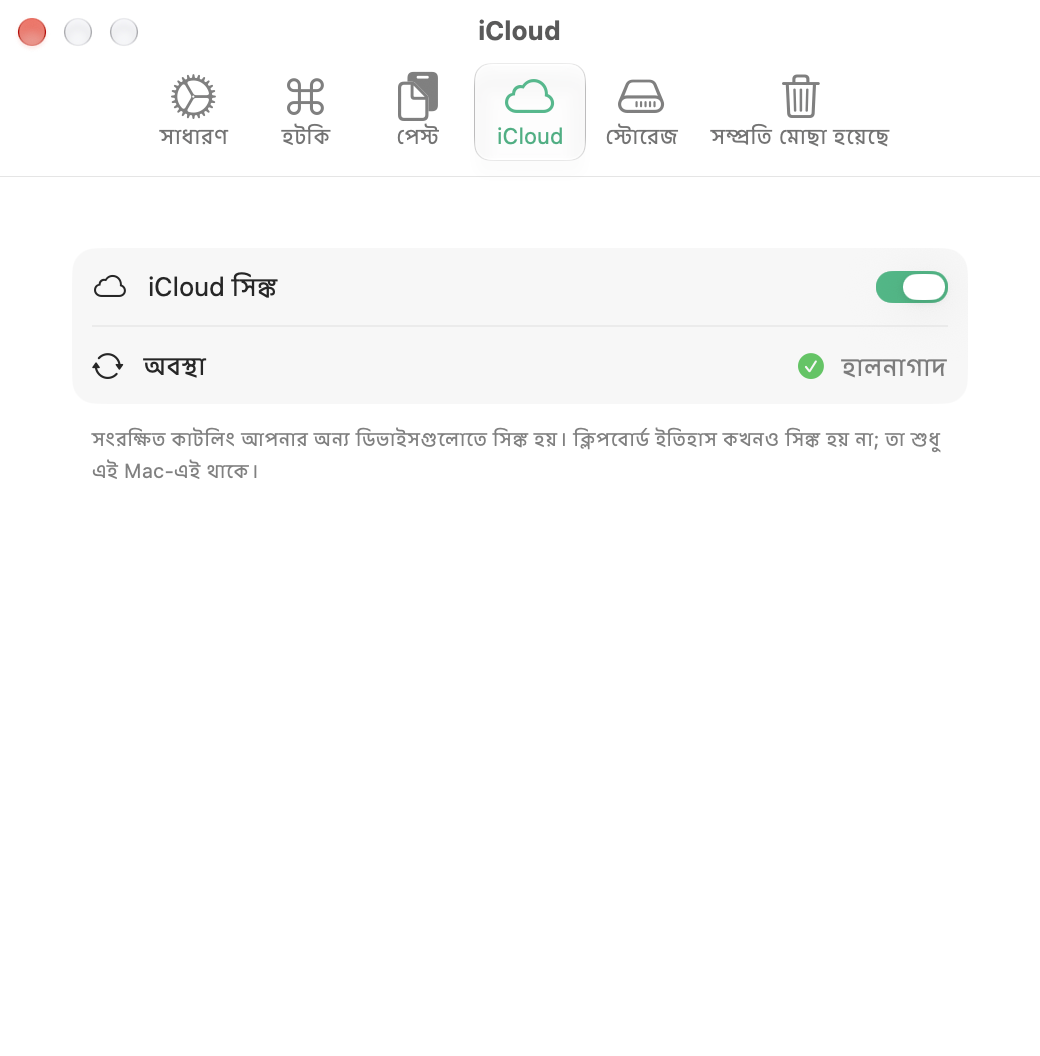 iCloud
সাধারণ
হটকি
পেস্ট
iCloud
স্টোরেজ
সম্প্রতি মোছা হয়েছে
iCloud সিঙ্ক
অবস্থা
হালনাগাদ
সংরক্ষিত কাটলিং আপনার অন্য ডিভাইসগুলোতে সিঙ্ক হয়। ক্লিপবোর্ড ইতিহাস কখনও সিঙ্ক হয় না; তা শুধু
এই Mac-এই থাকে।